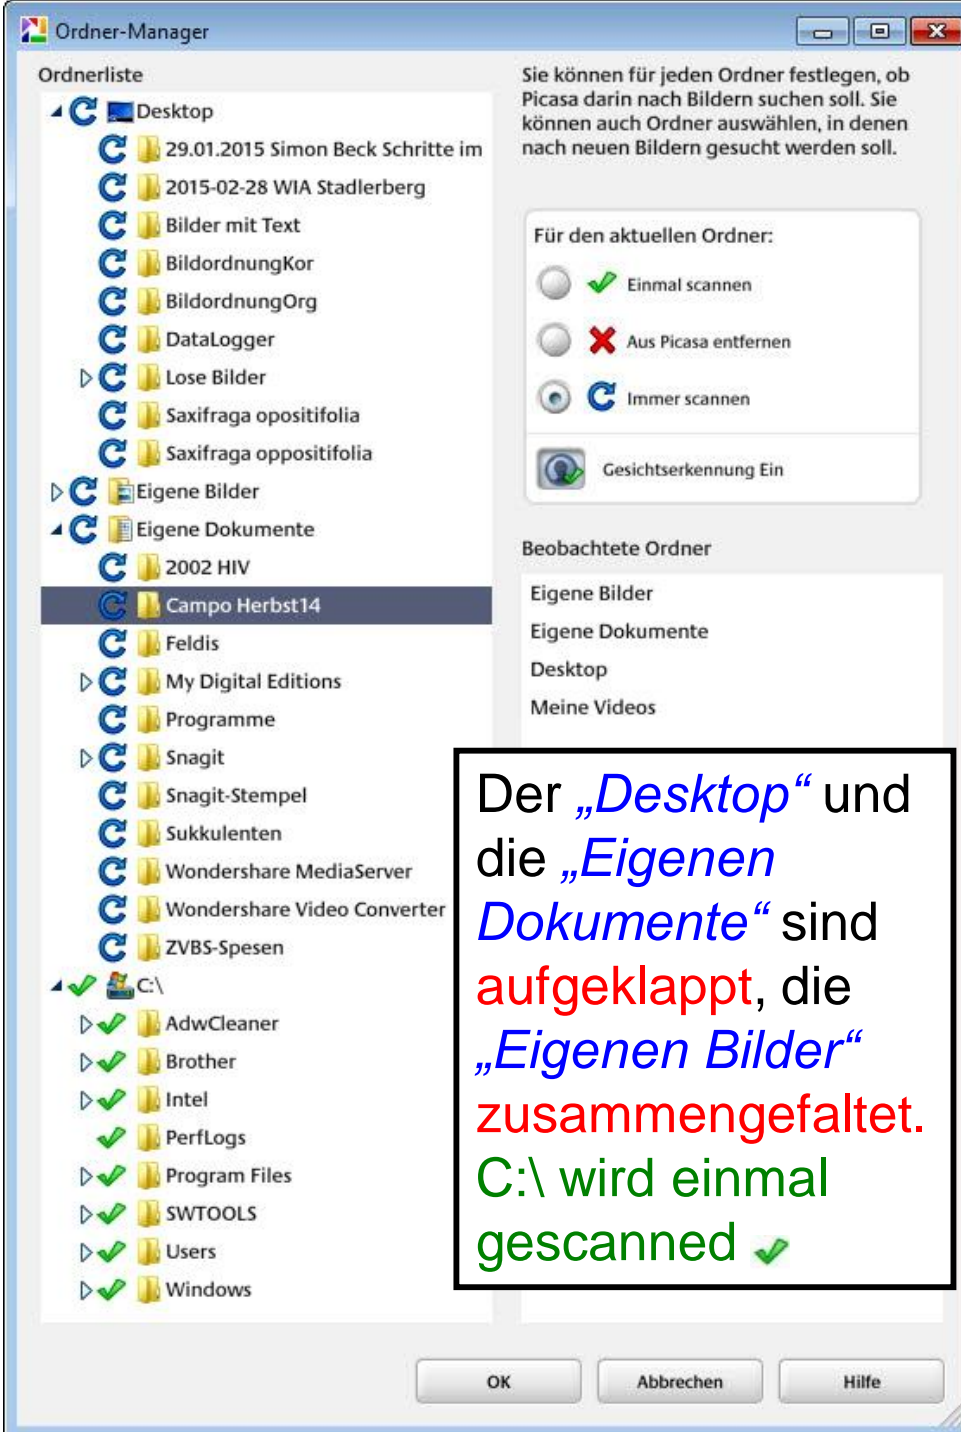 Ordner-Manager
Ordnerliste
Desktop
29.01.2015 Simon Beck Schritte im
2015-02-28 WIA Stadlerberg
Bilder mit Text
BildordnungKor
BildordnungOrg
DataLogger
Lose Bilder
Saxifraga opositifolia
Saxifraga oppositifolia
Eigene Bilder
Eigene Dokumente
2002 HIV
Campo Herbst14
Feldis
My Digital Editions
Programme
Snagit
Snagit-Stempel
Sukkulenten
Wondershare MediaServer
Wondershare Video Converter
ZVBS-Spesen
C:\
AdwCleaner
Brother
Intel
PerfLogs
Program Files
SWTOOLS
Users
Windows
Sie können für jeden Ordner festlegen, ob
Picasa darin nach Bildern suchen soll. Sie
können auch Ordner auswählen, in denen
nach neuen Bildern gesucht werden soll.
Für den aktuellen Ordner:
Einmal scannen
Aus Picasa entfernen
Immer scannen
Gesichtserkennung Ein
Beobachtete Ordner
Eigene Bilder
Eigene Dokumente
Desktop
Meine Videos
Der „Desktop“ und
die „Eigenen
Dokumente“ sind
aufgeklappt, die
„Eigenen Bilder“
zusammengefaltet.
C:\ wird einmal
gescanned
OK
Abbrechen
Hilfe